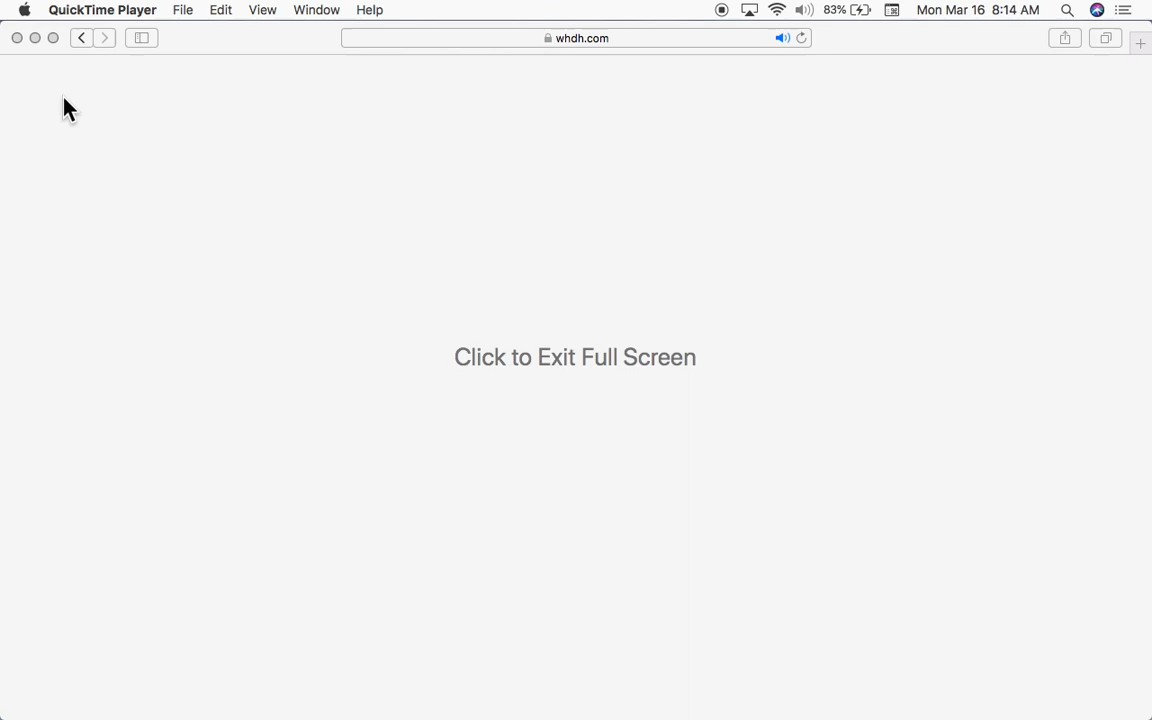 QuickTime Player File Edit View Window Help 83% Mon Mar 16 8:14 AM
whdh.com
Click to Exit Full Screen